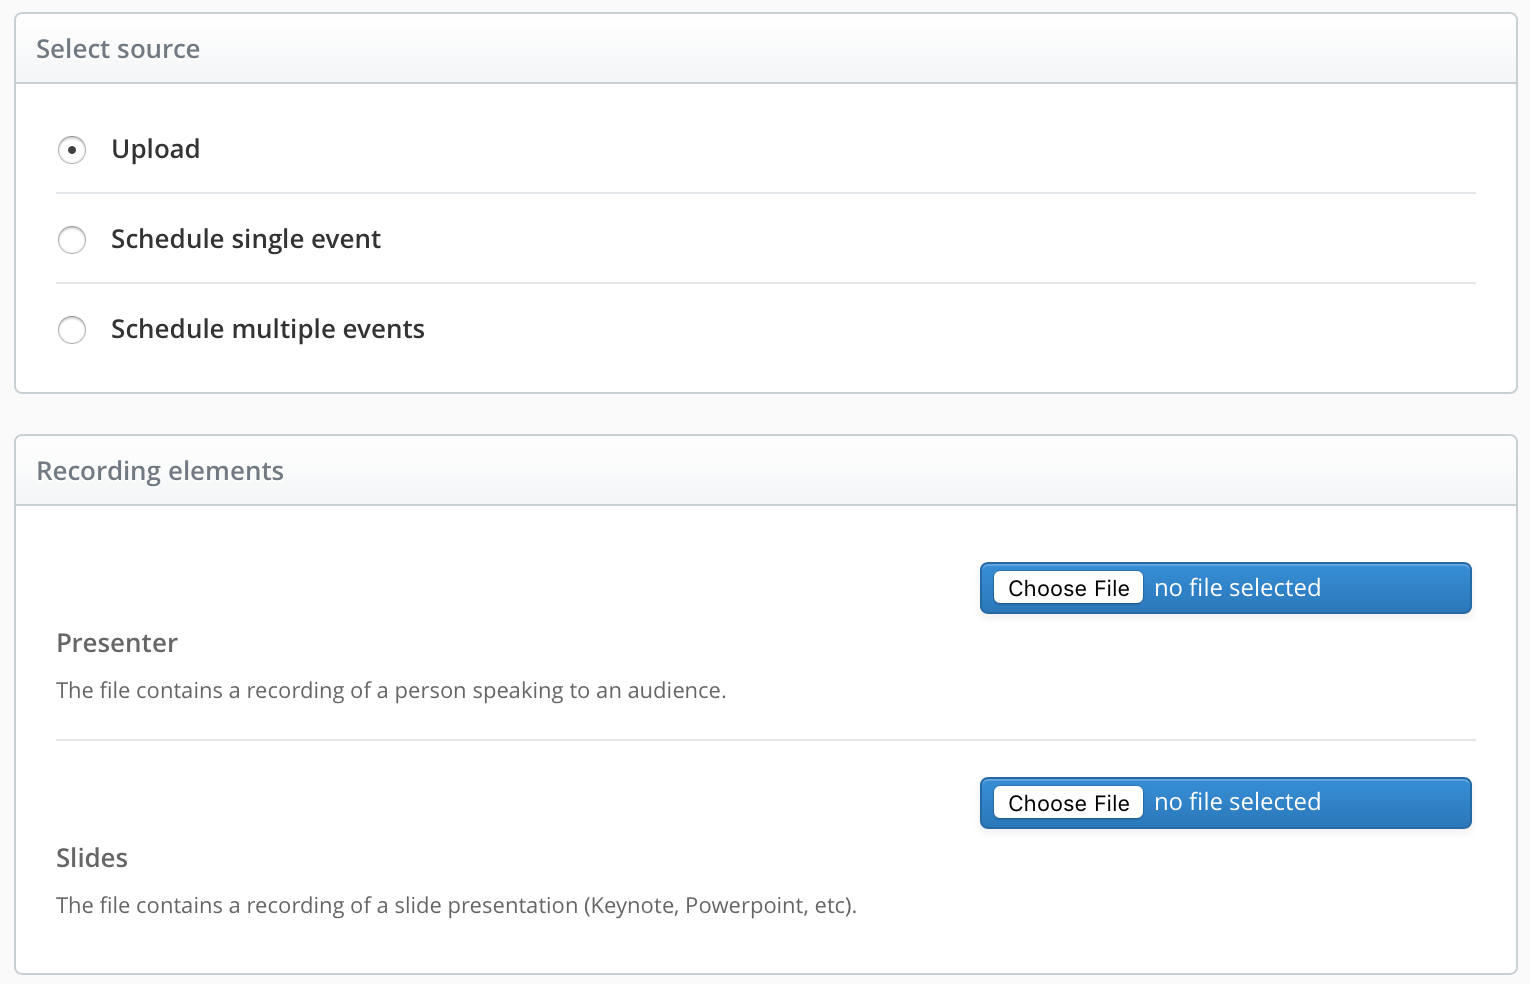 Select source
Upload
Schedule single event
Schedule multiple events
Recording elements
Choose File no file selected
Presenter
The file contains a recording of a person speaking to an audience.
Choose File no file selected
Slides
The file contains a recording of a slide presentation (Keynote, Powerpoint, etc).